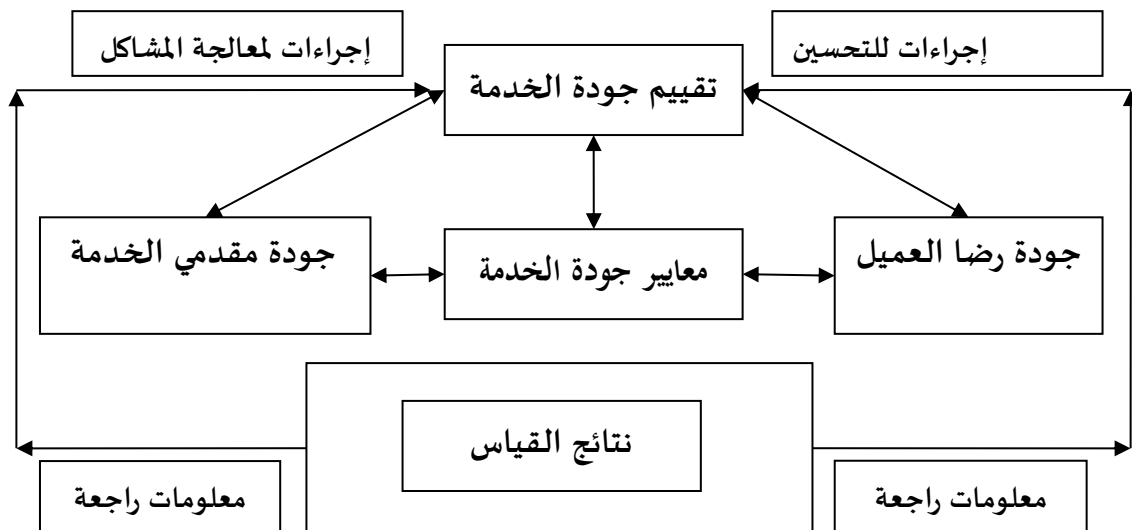 إجراءات للتحسين
إجراءات لمعالجة المشاكل
تقييم جودة الخدمة
جودة رضا العميل
معايير جودة الخدمة
جودة مقدمي الخدمة
نتائج القياس
معلومات راجعة
معلومات راجعة